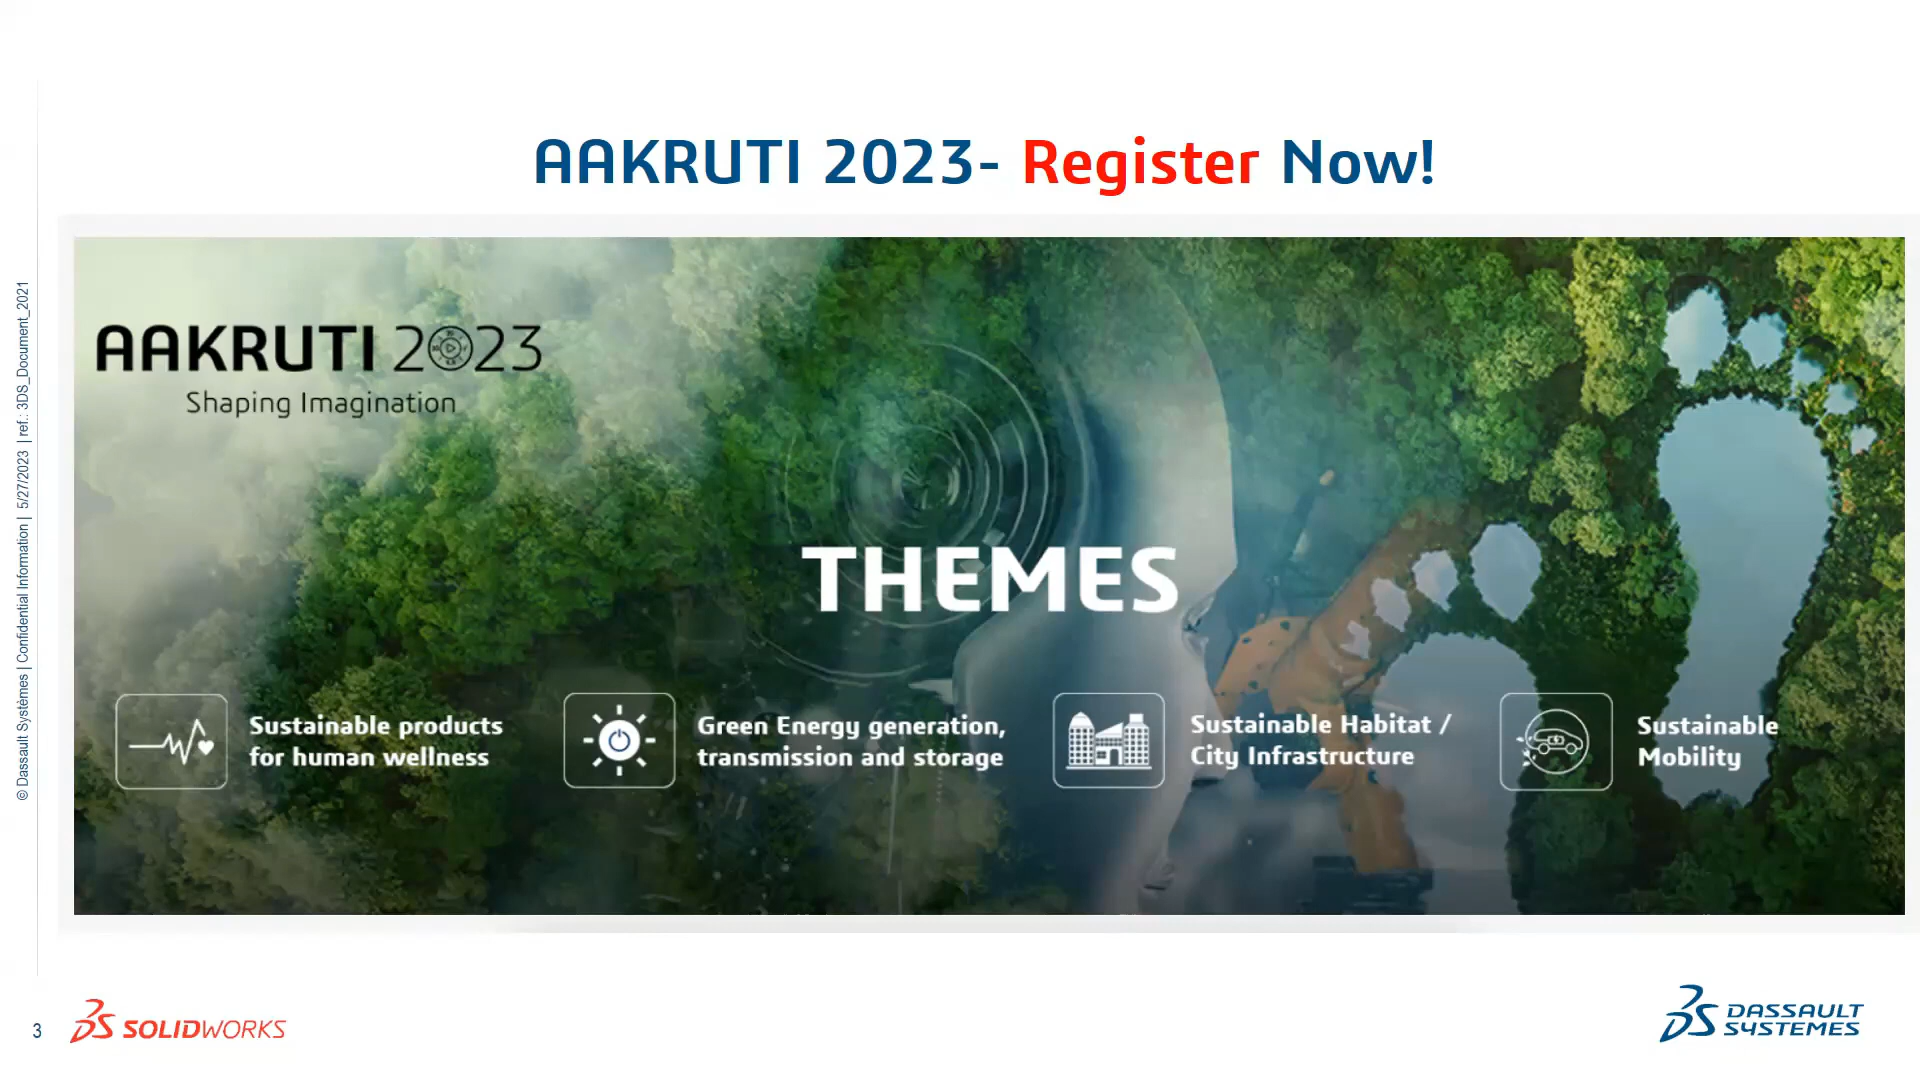 AAKRUTI 2023- Register Now!
AAKRUTI 2023
Shaping Imagination
THEMES
Sustainable products
for human wellness
Green Energy generation,
transmission and storage
Sustainable Habitat /
City Infrastructure
Sustainable
Mobility
© Dassault Systèmes | Confidential Information | 5/27/2023 | ref.: 3DS_Document_2021
3
SOLIDWORKS
DASSAULT
SYSTEMES